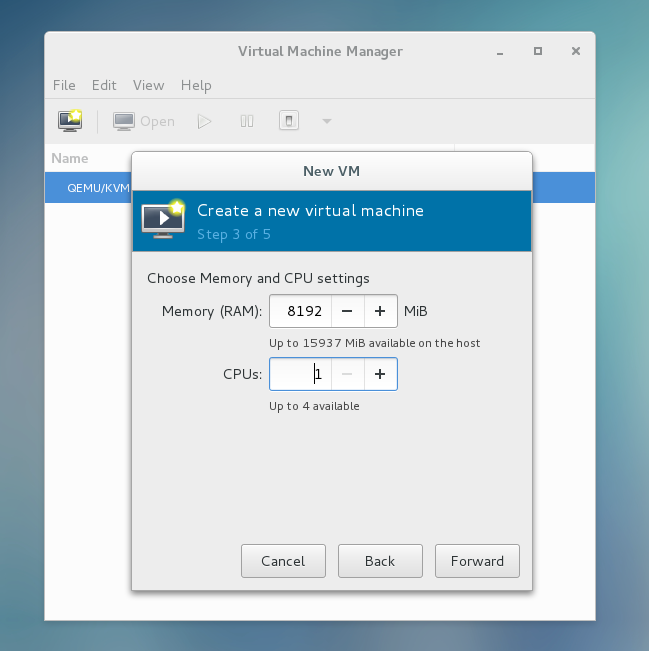 Virtual Machine Manager
File Edit View Help
Open
Name
QEMU/KVM
New VM
Create a new virtual machine
Step 3 of 5
Choose Memory and CPU settings
Memory (RAM): 8192 MiB
Up to 15937 MiB available on the host
CPUs: 1
Up to 4 available
Cancel Back Forward